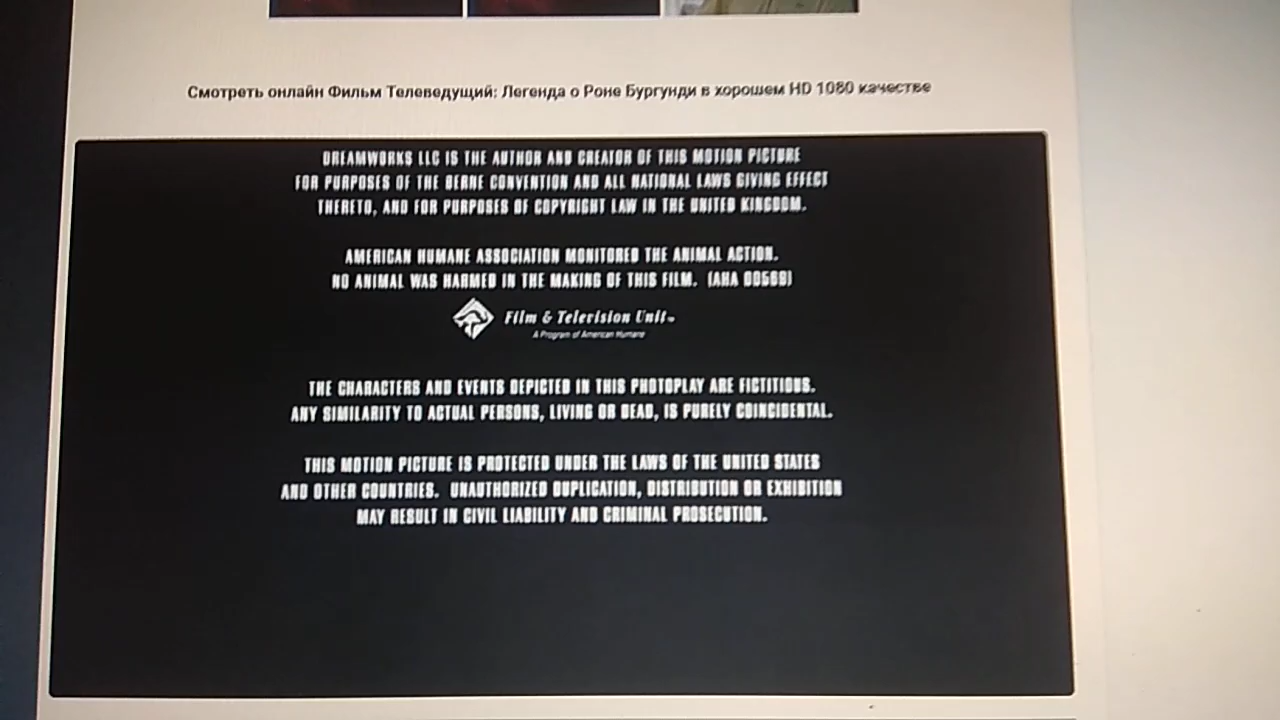 Смотреть онлайн Фильм Телеведущий: Легенда о Роне Бургунди в хорошем HD 1080 качестве
DREAMWORKS LLC IS THE AUTHOR AND CREATOR OF THIS MOTION PICTURE
FOR PURPOSES OF THE BERNE CONVENTION AND ALL NATIONAL LAWS GIVING EFFECT
THERETO, AND FOR PURPOSES OF COPYRIGHT LAW IN THE UNITED KINGDOM.
AMERICAN HUMANE ASSOCIATION MONITORED THE ANIMAL ACTION.
NO ANIMAL WAS HARMED IN THE MAKING OF THIS FILM. (AHA 00569)
Film & Television Unit™
A Program of American Humane
THE CHARACTERS AND EVENTS DEPICTED IN THIS PHOTOPLAY ARE FICTITIOUS.
ANY SIMILARITY TO ACTUAL PERSONS, LIVING OR DEAD, IS PURELY COINCIDENTAL.
THIS MOTION PICTURE IS PROTECTED UNDER THE LAWS OF THE UNITED STATES
AND OTHER COUNTRIES. UNAUTHORIZED DUPLICATION, DISTRIBUTION OR EXHIBITION
MAY RESULT IN CIVIL LIABILITY AND CRIMINAL PROSECUTION.